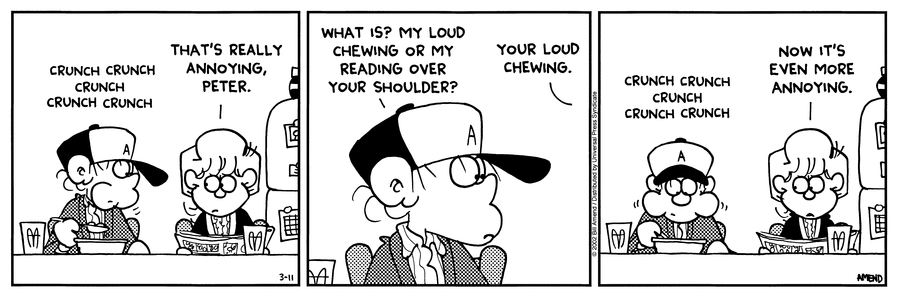 CRUNCH CRUNCH
CRUNCH
CRUNCH CRUNCH
THAT'S REALLY
ANNOYING,
PETER.
3-11
WHAT IS? MY LOUD
CHEWING OR MY
READING OVER
YOUR SHOULDER?
A
YOUR LOUD
CHEWING.
© 2002 Bill Amend / Distributed by Universal Press Syndicate
CRUNCH CRUNCH
CRUNCH
CRUNCH CRUNCH
A
NOW IT'S
EVEN MORE
ANNOYING.
AMEND